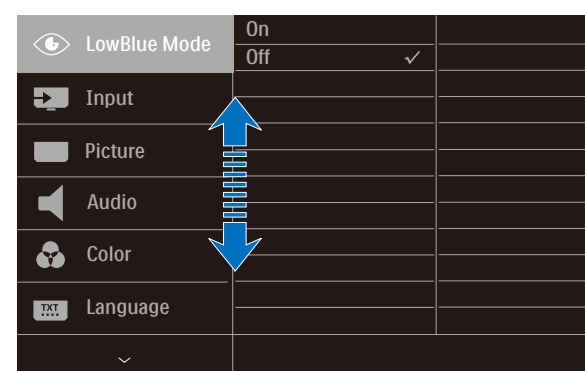 LowBlue Mode
On
Off
Input
Picture
Audio
Color
TXT
Language